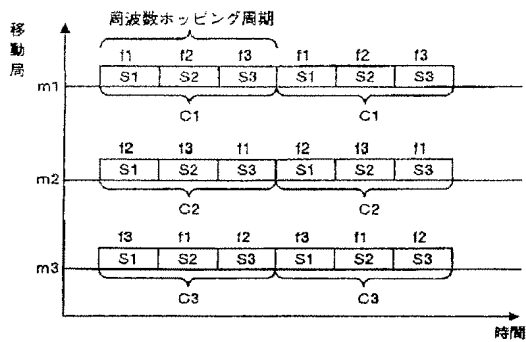 周波数ホッピング周期
移動局
f1 f2 f3 f1 f2 f3
m1 S1 S2 S3 S1 S2 S3
C1 C1
f2 f3 f1 f2 f3 f1
m2 S1 S2 S3 S1 S2 S3
C2 C2
f3 f1 f2 f3 f1 f2
m3 S1 S2 S3 S1 S2 S3
C3 C3
時間